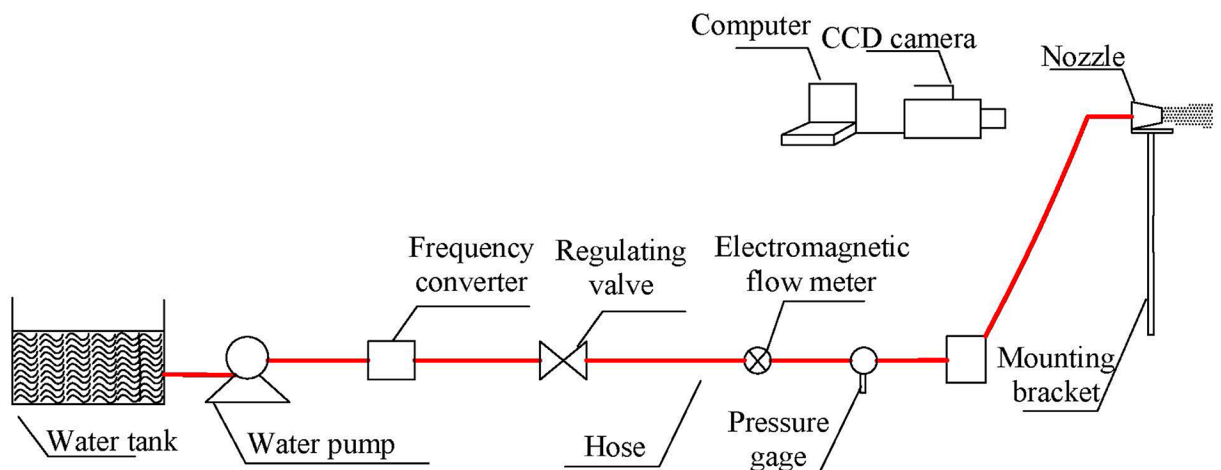 Computer
CCD camera
Nozzle
Frequency
converter
Regulating
valve
Electromagnetic
flow meter
Mounting
bracket
Water tank
Water pump
Hose
Pressure
gage